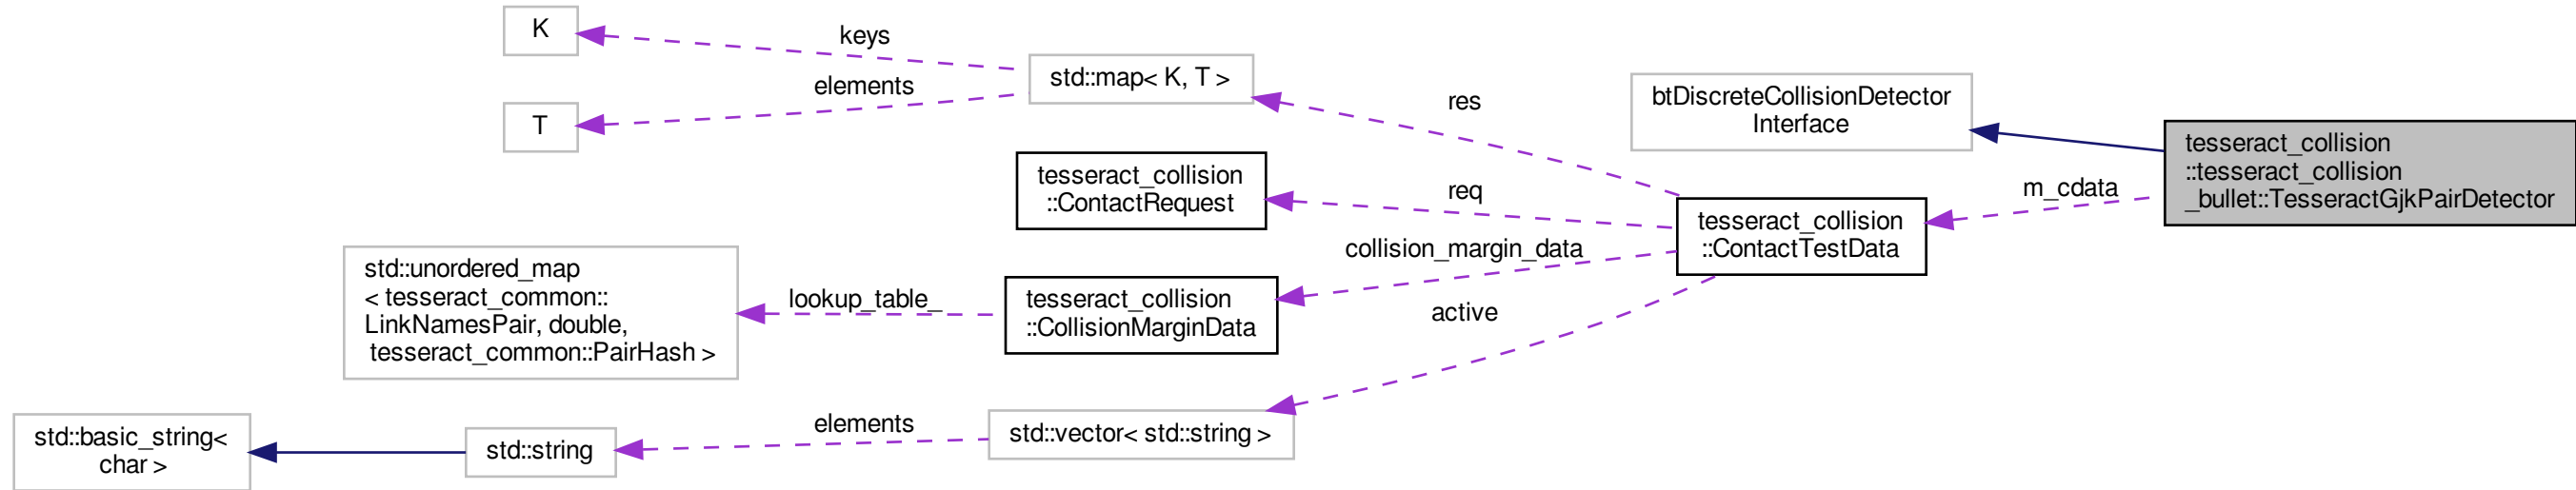 K
keys
std::map< K, T >
elements
T
res
btDiscreteCollisionDetector
Interface
tesseract_collision
::tesseract_collision
_bullet::TesseractGjkPairDetector
m_cdata
tesseract_collision
::ContactRequest
req
tesseract_collision
::ContactTestData
collision_margin_data
std::unordered_map
< tesseract_common::
LinkNamesPair, double,
tesseract_common::PairHash >
lookup_table_
tesseract_collision
::CollisionMarginData
active
std::basic_string<
char >
std::string
elements
std::vector< std::string >